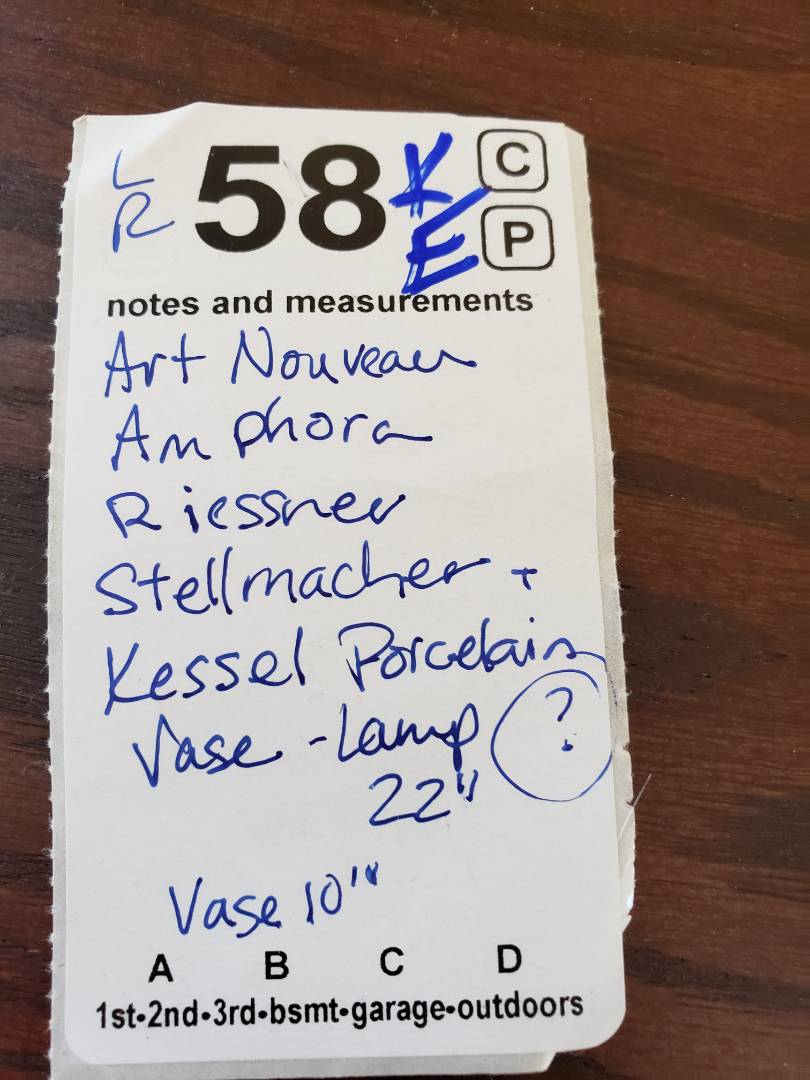 L R 58 KE C P
notes and measurements
Art Nouveau
Amphora
Riessner
Stellmacher +
Kessel Porcelain
Vase - Lamp ?
22"
Vase 10"
A B C D
1st•2nd•3rd•bsmt•garage•outdoors